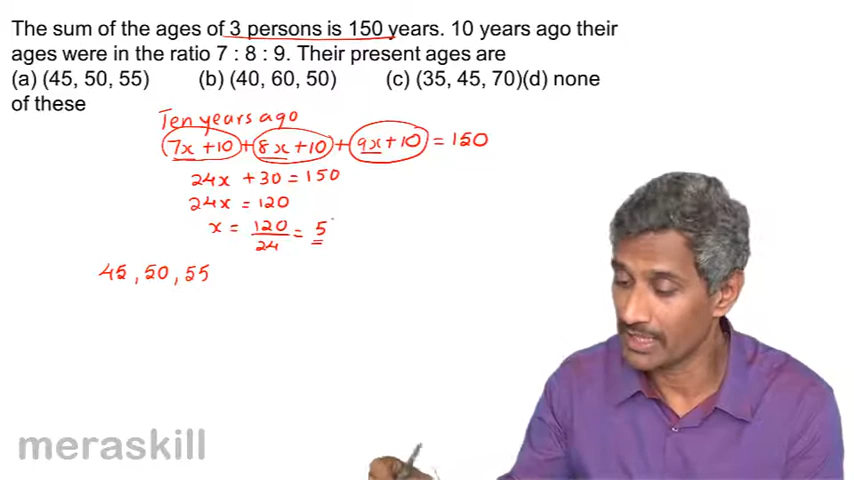 The sum of the ages of 3 persons is 150 years. 10 years ago their
ages were in the ratio 7 : 8 : 9. Their present ages are
(a) (45, 50, 55) (b) (40, 60, 50) (c) (35, 45, 70)(d) none
of these
Ten years ago
7x + 10 + 8x + 10 + 9x + 10 = 150
24x + 30 = 150
24x = 120
x = 120/24 = 5
45, 50, 55
meraskill